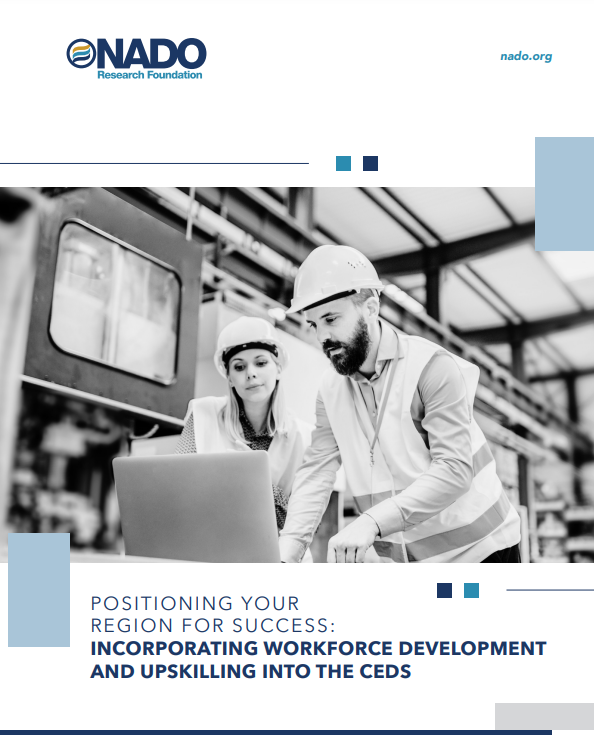 NADO
Research Foundation
nado.org
POSITIONING YOUR
REGION FOR SUCCESS:
INCORPORATING WORKFORCE DEVELOPMENT
AND UPSKILLING INTO THE CEDS